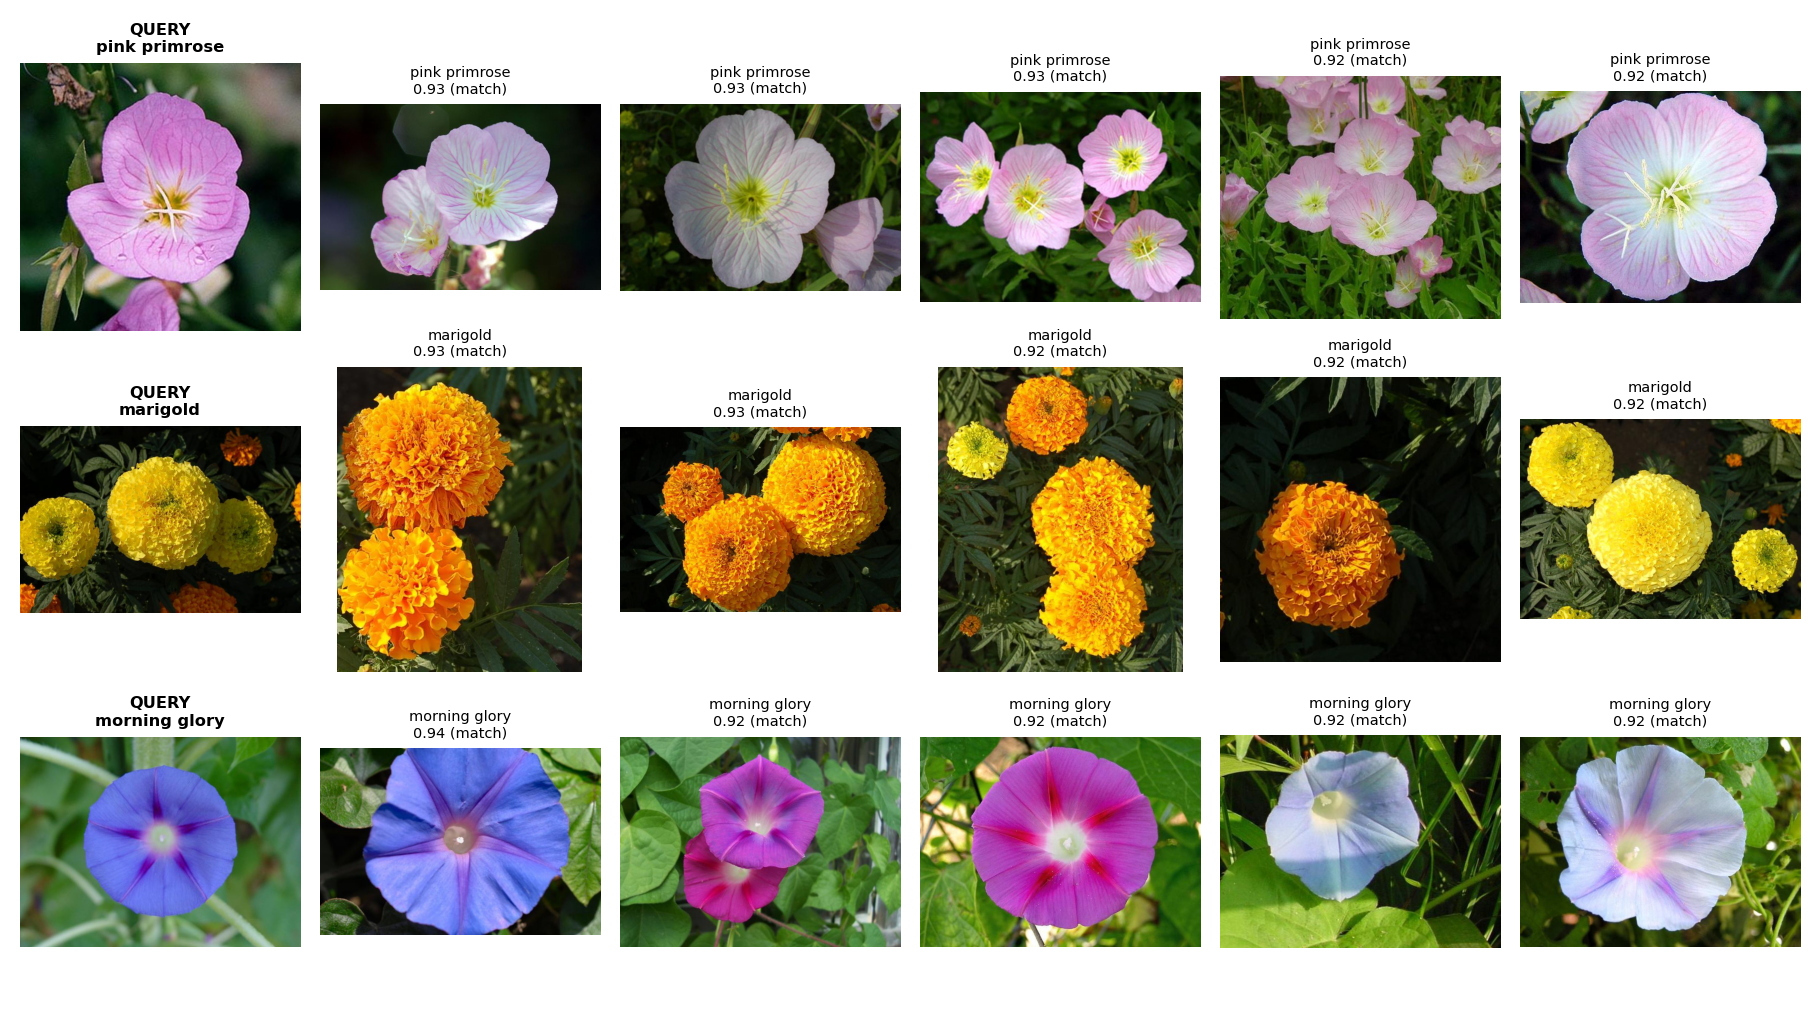 QUERY
pink primrose
pink primrose
0.93 (match)
pink primrose
0.93 (match)
pink primrose
0.93 (match)
pink primrose
0.92 (match)
pink primrose
0.92 (match)
QUERY
marigold
marigold
0.93 (match)
marigold
0.93 (match)
marigold
0.92 (match)
marigold
0.92 (match)
marigold
0.92 (match)
QUERY
morning glory
morning glory
0.94 (match)
morning glory
0.92 (match)
morning glory
0.92 (match)
morning glory
0.92 (match)
morning glory
0.92 (match)